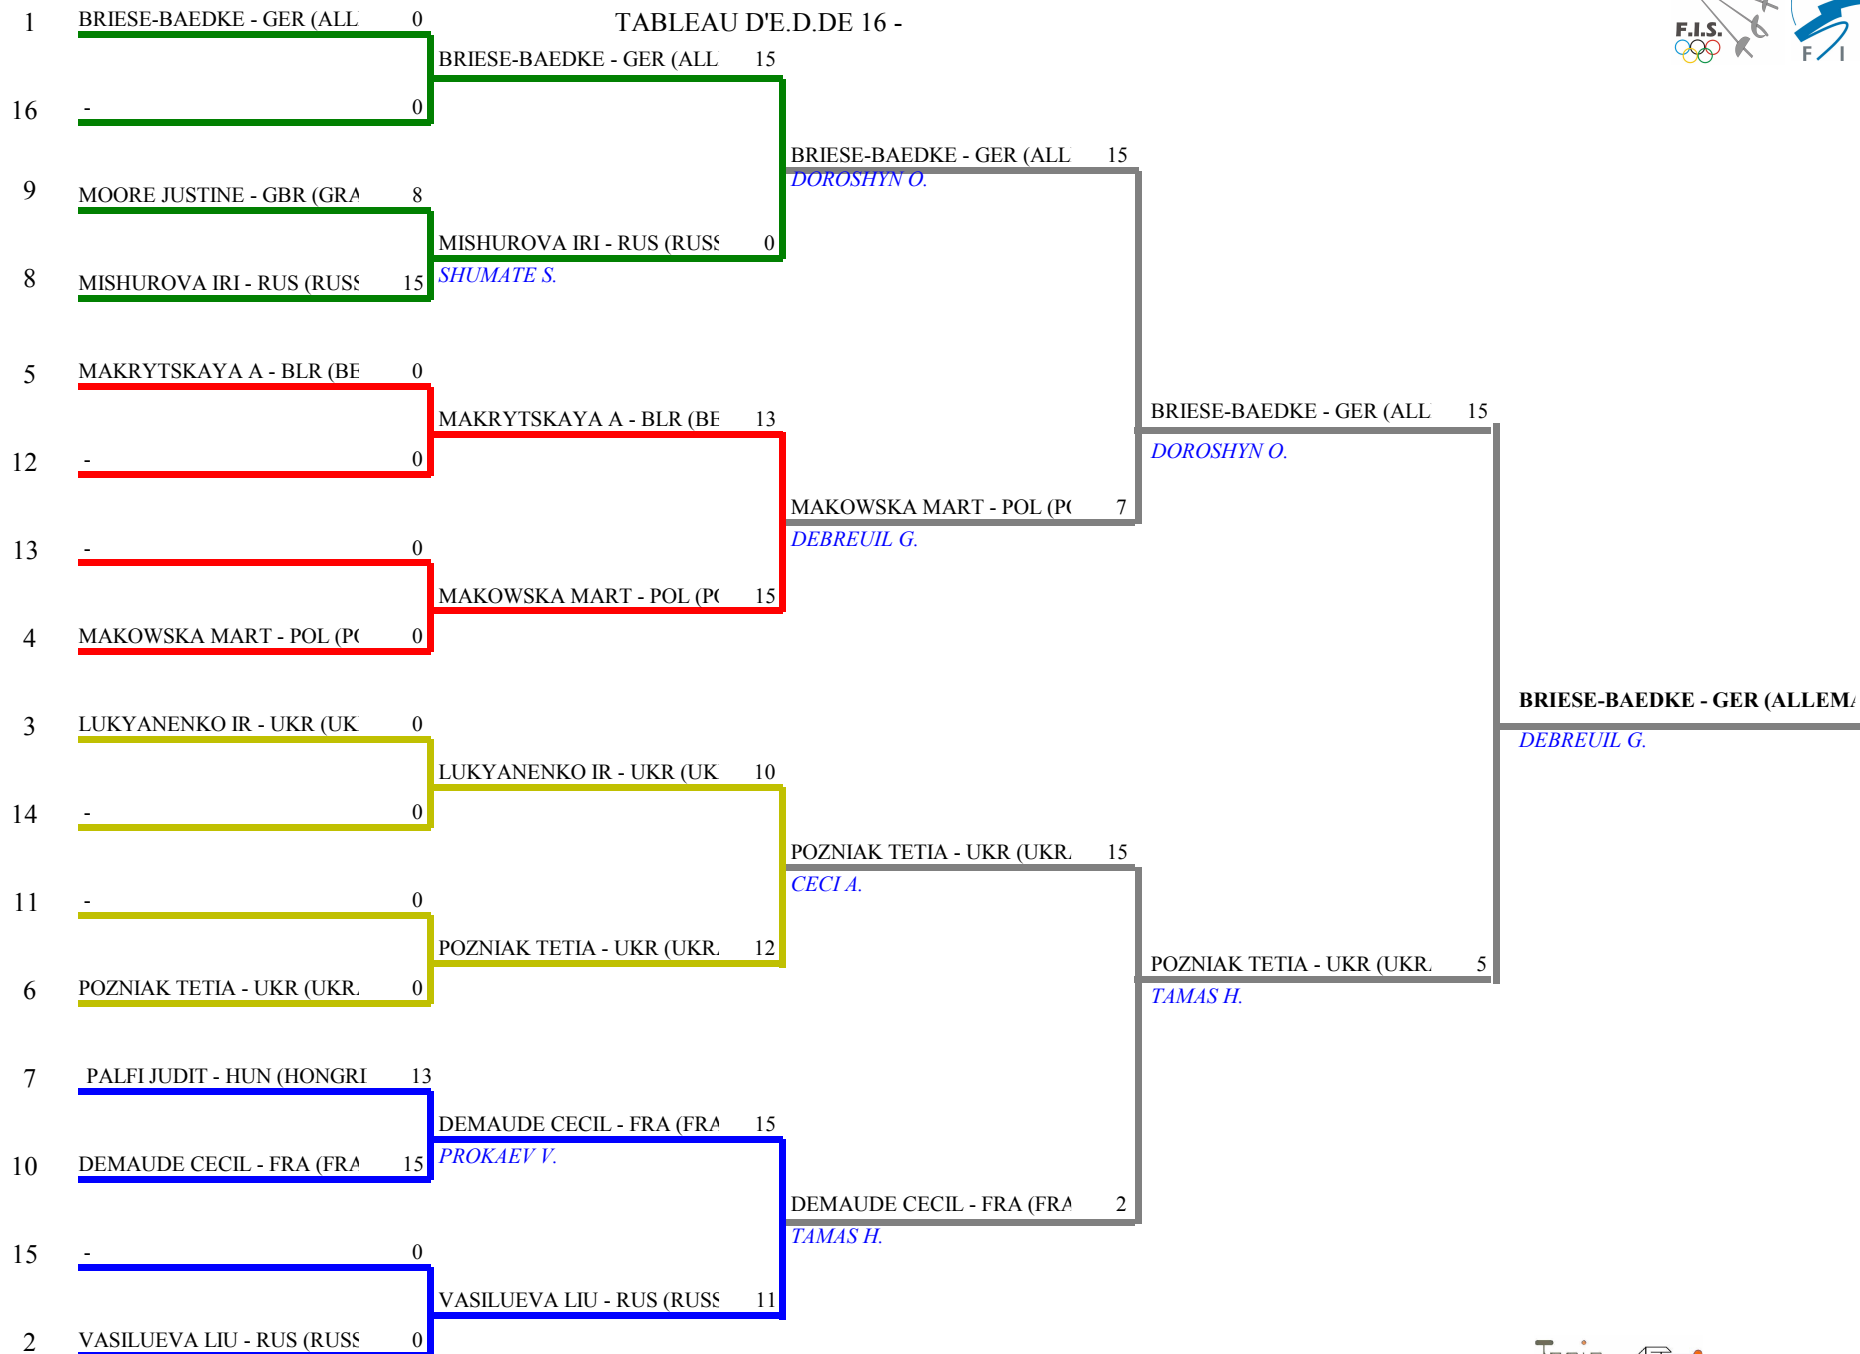 TABLEAU D'E.D.DE 16 -
F.I.S.
F I
1 BRIESE-BAEDKE - GER (ALL 0
16 - 0
9 MOORE JUSTINE - GBR (GRA 8
8 MISHUROVA IRI - RUS (RUSS 15
5 MAKRYTSKAYA A - BLR (BE 0
12 - 0
13 - 0
4 MAKOWSKA MART - POL (PO 0
3 LUKYANENKO IR - UKR (UK 0
14 - 0
11 - 0
6 POZNIAK TETIA - UKR (UKR 0
7 PALFI JUDIT - HUN (HONGRI 13
10 DEMAUDE CECIL - FRA (FRA 15
15 - 0
2 VASILUEVA LIU - RUS (RUSS 0
BRIESE-BAEDKE - GER (ALL 15
MISHUROVA IRI - RUS (RUSS 0
SHUMATE S.
MAKRYTSKAYA A - BLR (BE 13
MAKOWSKA MART - POL (PO 15
LUKYANENKO IR - UKR (UK 10
POZNIAK TETIA - UKR (UKR 12
DEMAUDE CECIL - FRA (FRA 15
PROKAEV V.
VASILUEVA LIU - RUS (RUSS 11
BRIESE-BAEDKE - GER (ALL 15
DOROSHYN O.
MAKOWSKA MART - POL (PO 7
DEBREUIL G.
POZNIAK TETIA - UKR (UKR 15
CECI A.
DEMAUDE CECIL - FRA (FRA 2
TAMAS H.
BRIESE-BAEDKE - GER (ALL 15
DOROSHYN O.
POZNIAK TETIA - UKR (UKR 5
TAMAS H.
BRIESE-BAEDKE - GER (ALLEMA
DEBREUIL G.